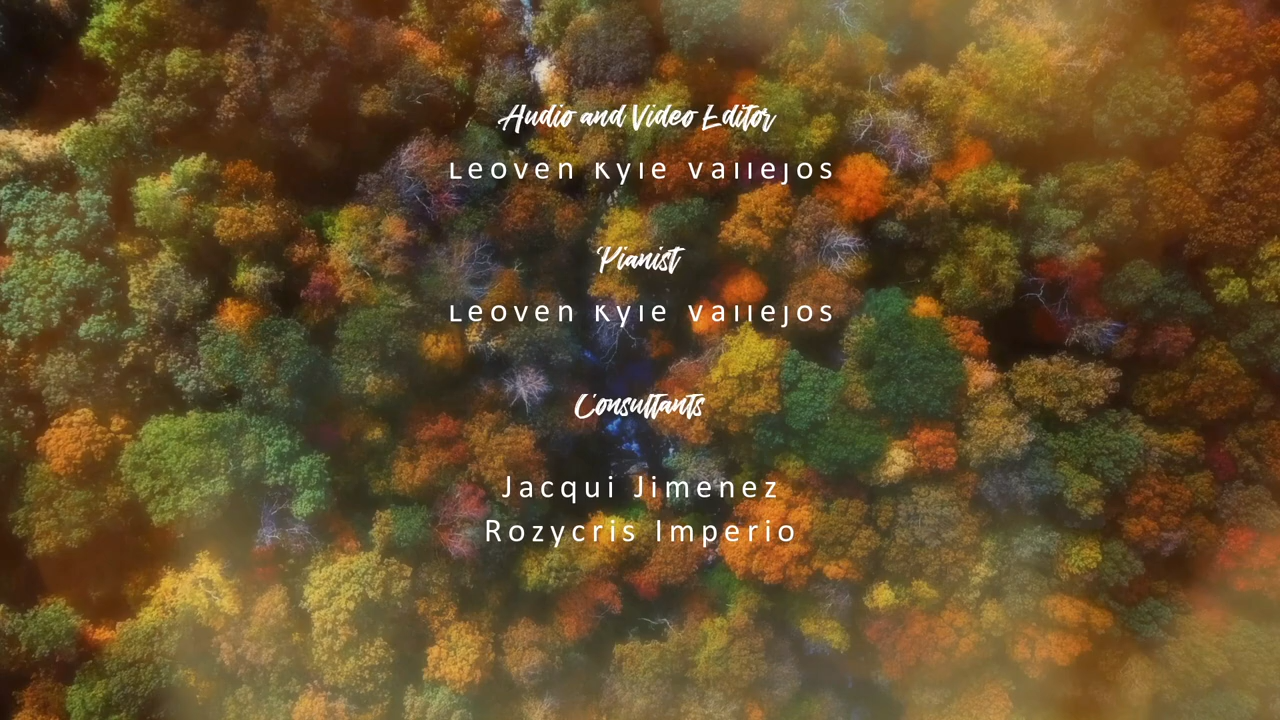 Audio and Video Editor
Leoven Kyle Vallejos
Pianist
Leoven Kyle Vallejos
Consultants
Jacqui Jimenez
Rozycris Imperio